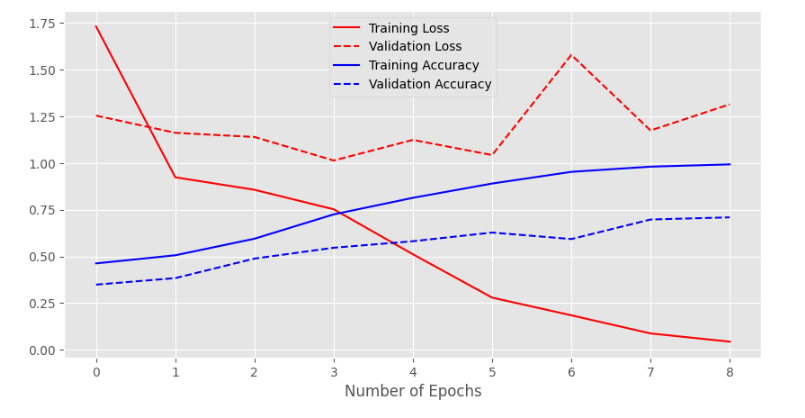 Training Loss
Validation Loss
Training Accuracy
Validation Accuracy
1.75
1.50
1.25
1.00
0.75
0.50
0.25
0.00
0 1 2 3 4 5 6 7 8
Number of Epochs